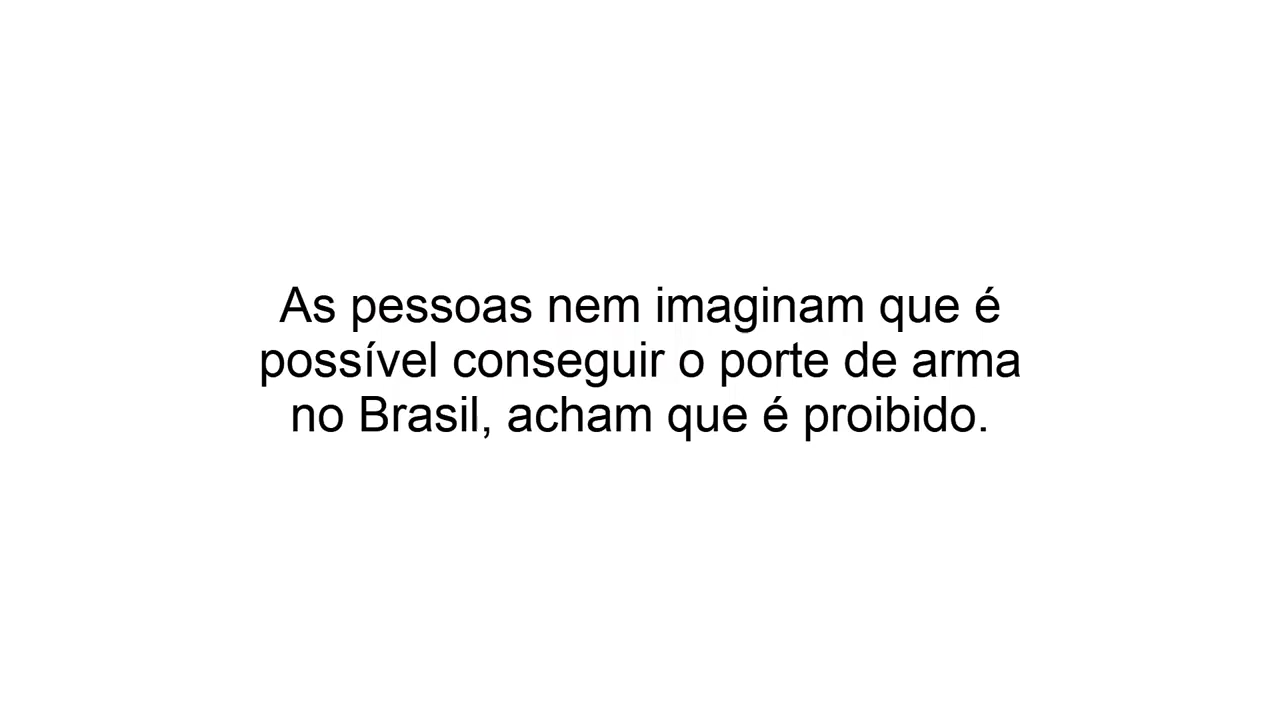 As pessoas nem imaginam que é
possível conseguir o porte de arma
no Brasil, acham que é proibido.